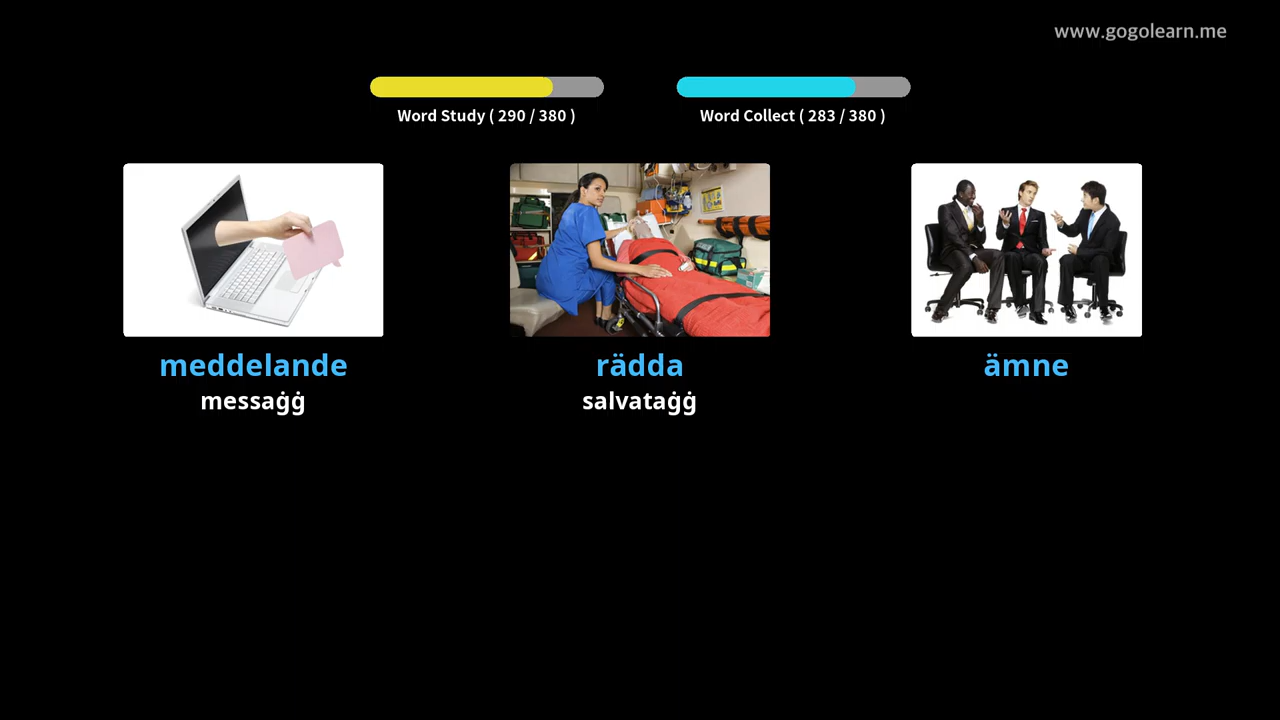 www.gogolearn.me
Word Study ( 290 / 380 )
Word Collect ( 283 / 380 )
meddelande
messaġġ
rädda
salvataġġ
ämne